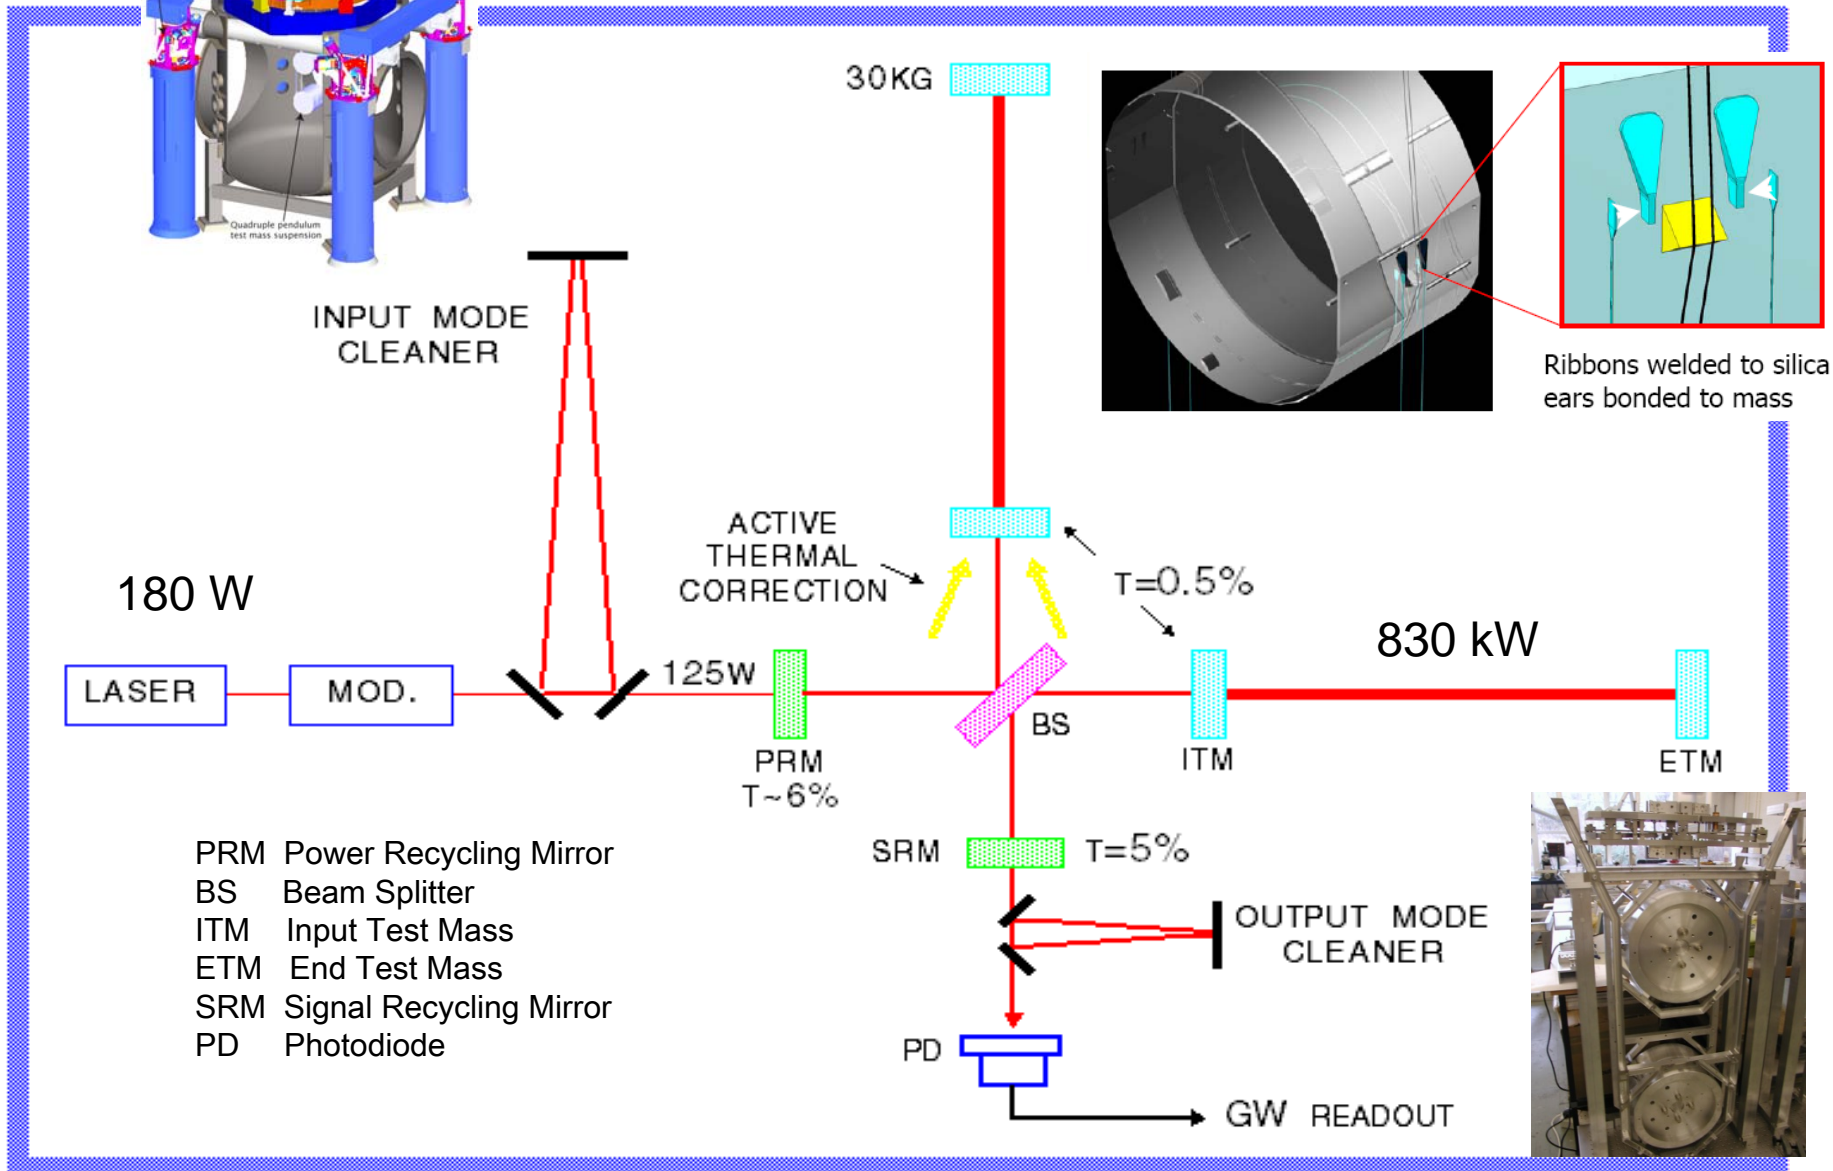 Quadruple pendulum
test mass suspension
30KG
Ribbons welded to silica
ears bonded to mass
INPUT MODE
CLEANER
ACTIVE
THERMAL
CORRECTION
T=0.5%
180 W
830 kW
LASER
MOD.
125W
PRM
T~6%
BS
ITM
ETM
SRM
T=5%
OUTPUT MODE
CLEANER
PRM Power Recycling Mirror
BS Beam Splitter
ITM Input Test Mass
ETM End Test Mass
SRM Signal Recycling Mirror
PD Photodiode
PD
GW READOUT